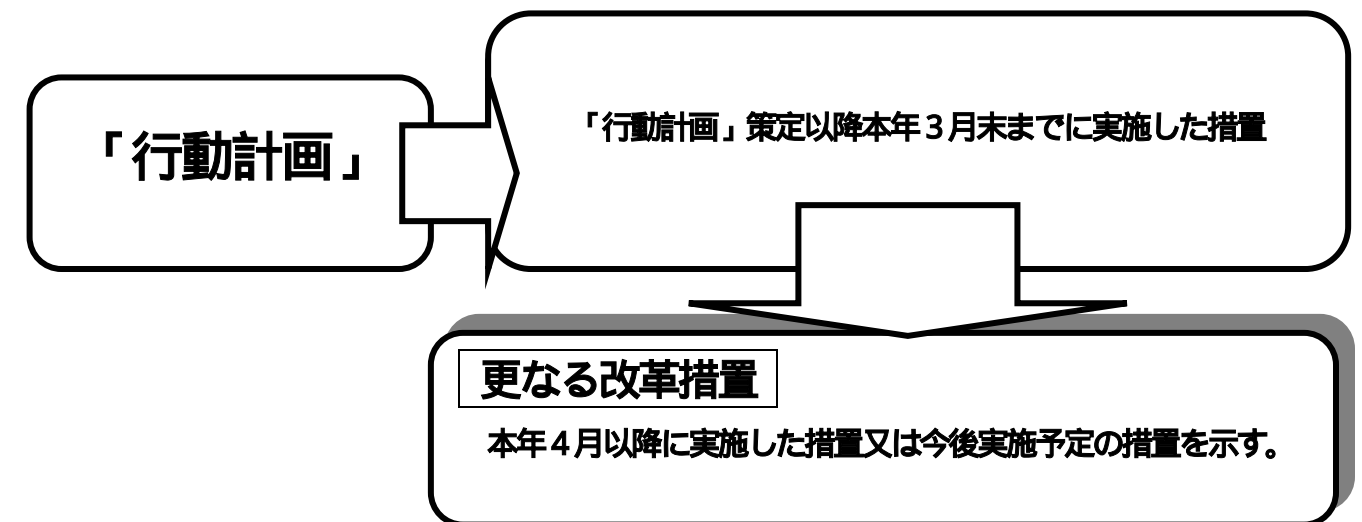 「行動計画」
「行動計画」策定以降本年３月末までに実施した措置
更なる改革措置
本年４月以降に実施した措置又は今後実施予定の措置を示す。